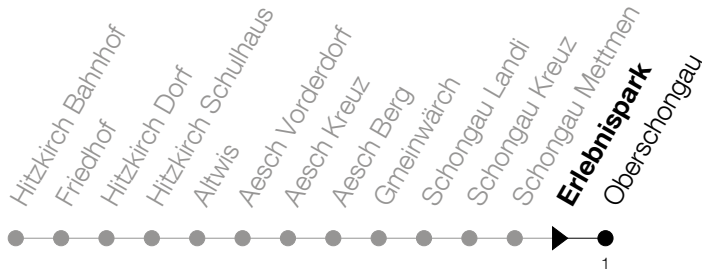 Hitzkirch Bahnhof
Friedhof
Hitzkirch Dorf
Hitzkirch Schulhaus
Altwis
Aesch Vorderdorf
Aesch Kreuz
Aesch Berg
Gmeinwärch
Schongau Landi
Schongau Kreuz
Schongau Mettmen
Erlebnispark
Oberschongau
1